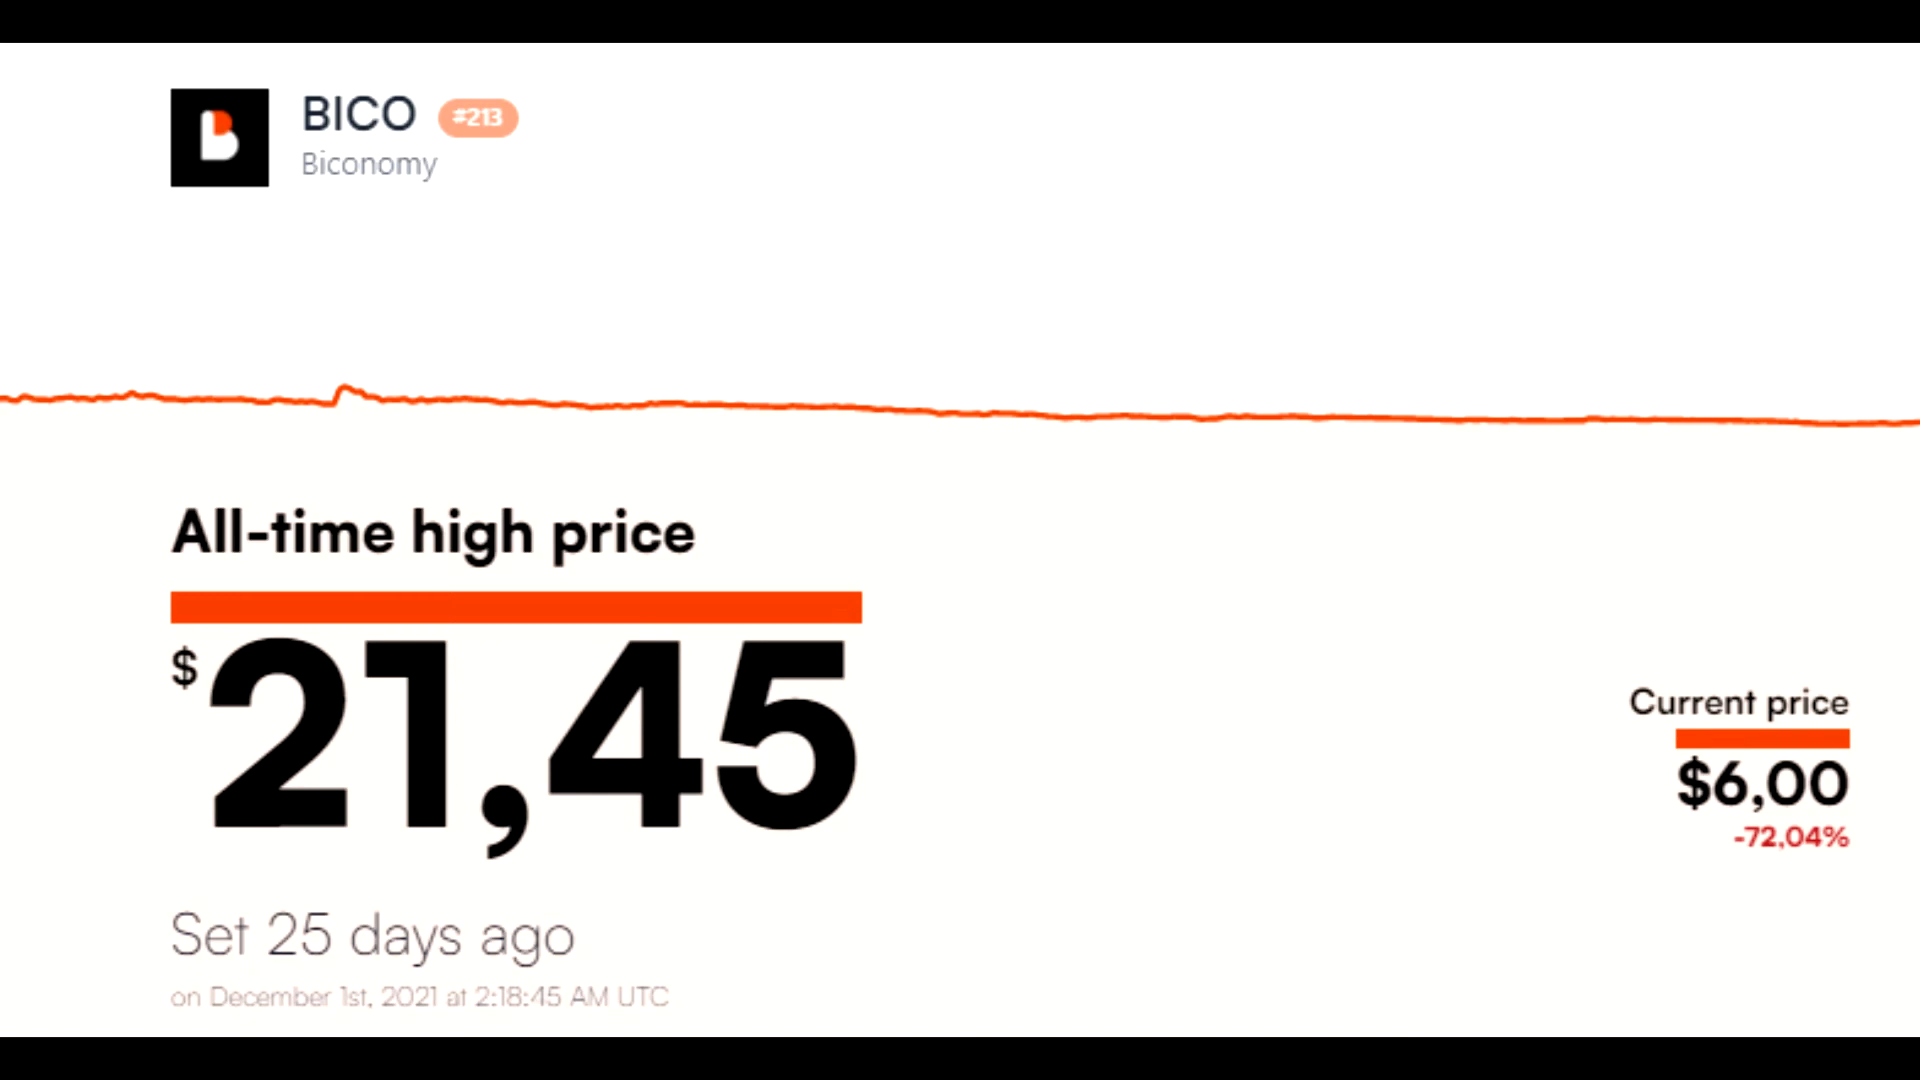 BICO #213
Biconomy
All-time high price
$21,45
Current price
$6,00
-72,04%
Set 25 days ago
on December 1st, 2021 at 2:18:45 AM UTC